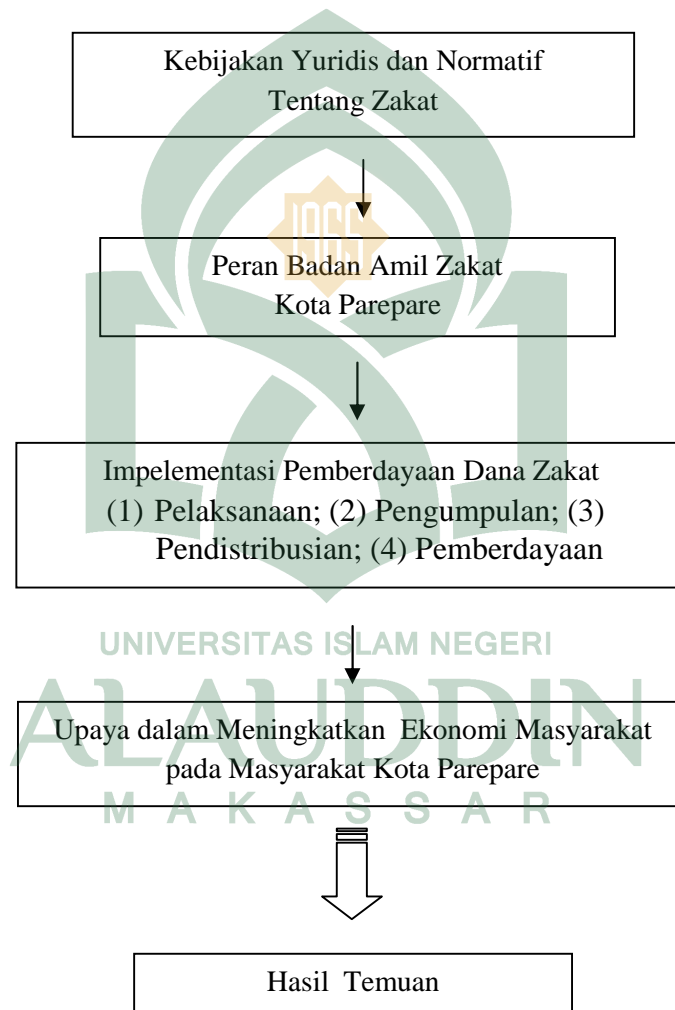 Kebijakan Yuridis dan Normatif
Tentang Zakat
1965
Peran Badan Amil Zakat
Kota Parepare
Impelementasi Pemberdayaan Dana Zakat
(1) Pelaksanaan; (2) Pengumpulan; (3)
Pendistribusian; (4) Pemberdayaan
UNIVERSITAS ISLAM NEGERI
ALAUDDIN
Upaya dalam Meningkatkan Ekonomi Masyarakat
pada Masyarakat Kota Parepare
MAKASSAR
Hasil Temuan